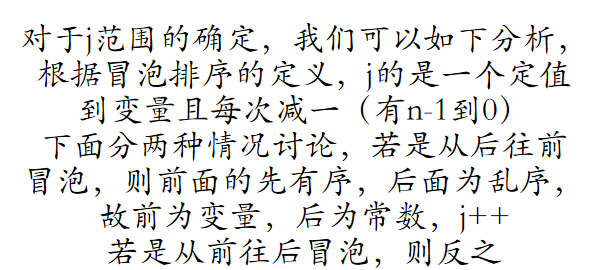 对于j范围的确定，我们可以如下分析，
根据冒泡排序的定义，j的是一个定值
到变量且每次减一（有n-1到0）
下面分两种情况讨论，若是从后往前
冒泡，则前面的先有序，后面为乱序，
故前为变量，后为常数，j++
若是从前往后冒泡，则反之